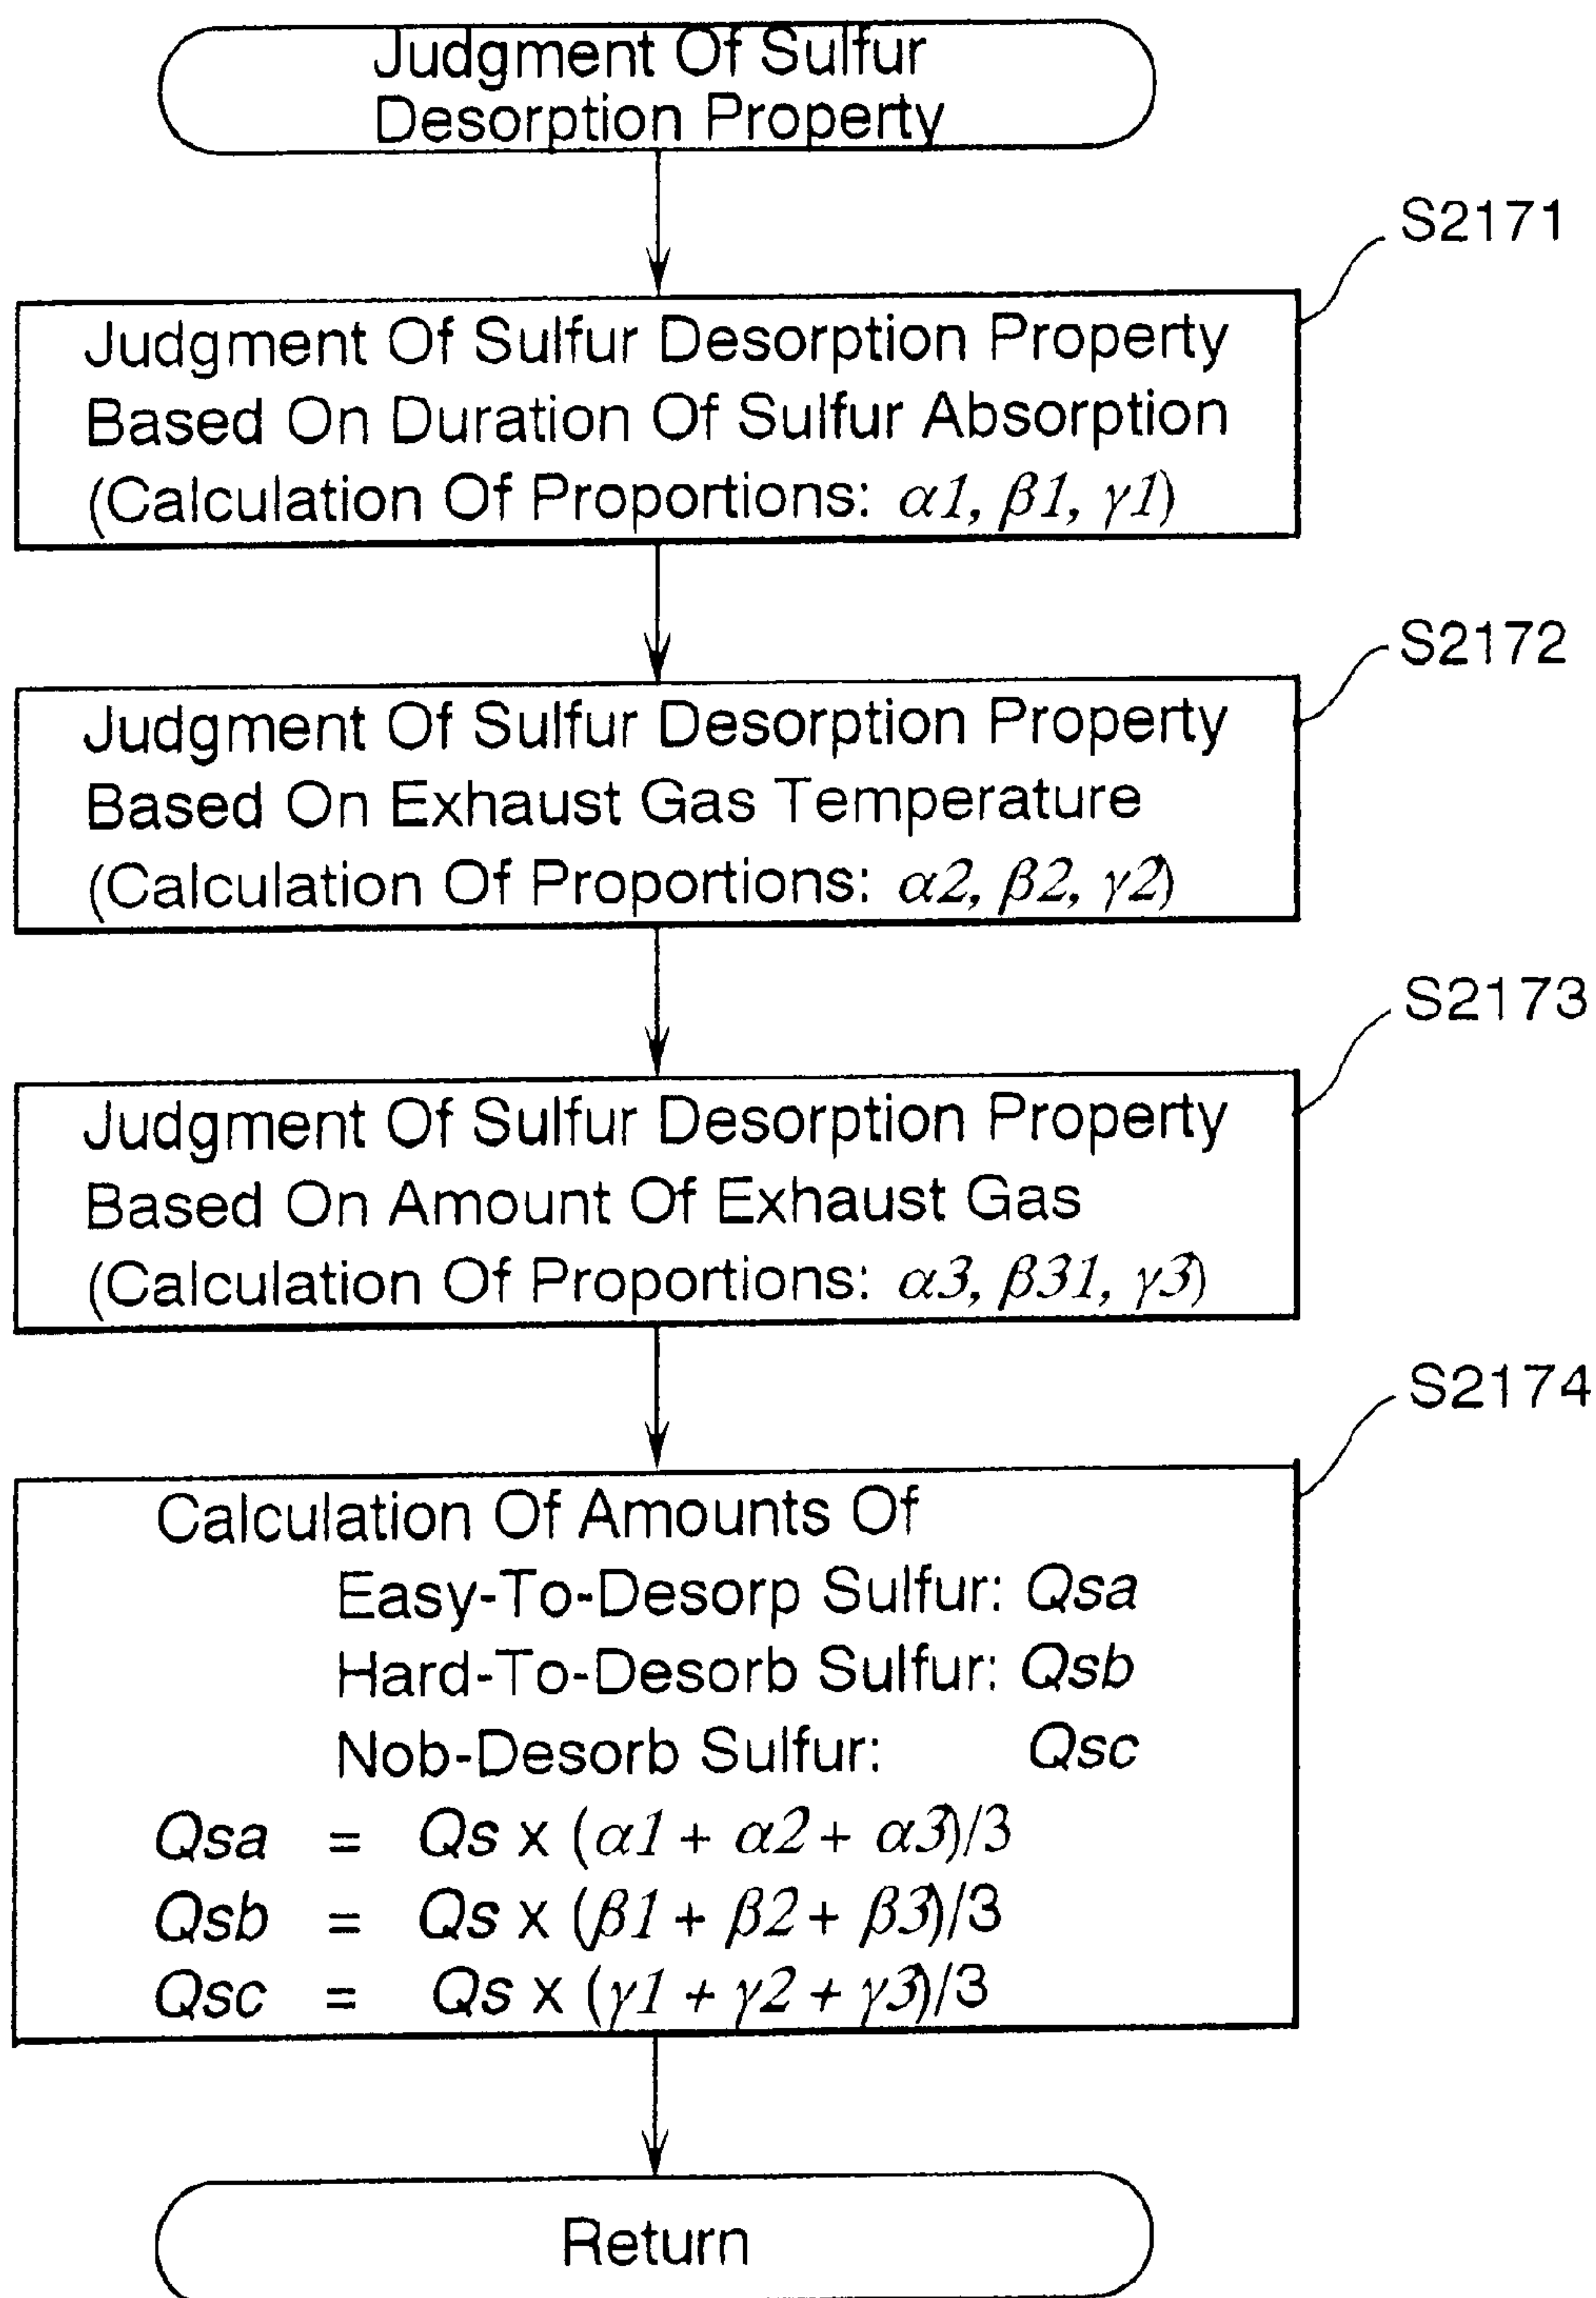 Judgment Of Sulfur
Desorption Property
S2171
Judgment Of Sulfur Desorption Property
Based On Duration Of Sulfur Absorption
(Calculation Of Proportions: α1, β1, γ1)
S2172
Judgment Of Sulfur Desorption Property
Based On Exhaust Gas Temperature
(Calculation Of Proportions: α2, β2, γ2)
S2173
Judgment Of Sulfur Desorption Property
Based On Amount Of Exhaust Gas
(Calculation Of Proportions: α3, β31, γ3)
S2174
Calculation Of Amounts Of
Easy-To-Desorp Sulfur: Qsa
Hard-To-Desorb Sulfur: Qsb
Nob-Desorb Sulfur: Qsc
Qsa = Qs x (α1 + α2 + α3)/3
Qsb = Qs x (β1 + β2 + β3)/3
Qsc = Qs x (γ1 + γ2 + γ3)/3
Return